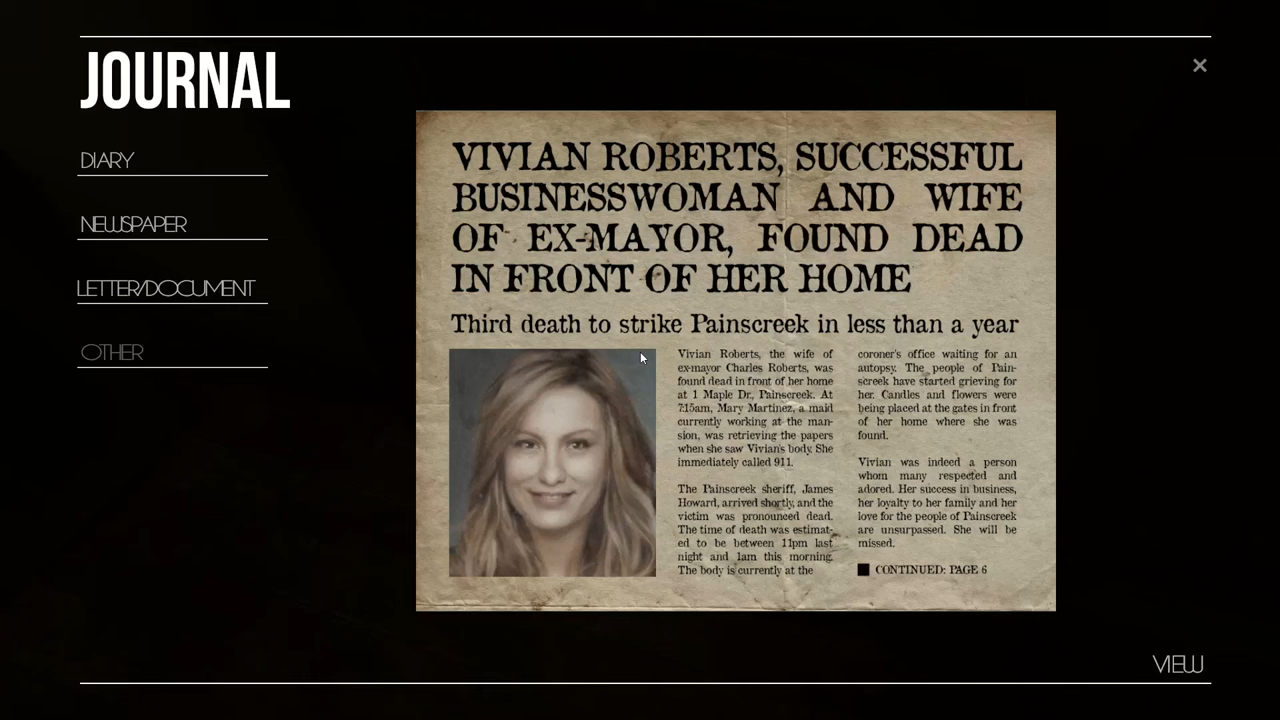 JOURNAL
DIARY
NEWSPAPER
LETTER/DOCUMENT
OTHER
VIVIAN ROBERTS, SUCCESSFUL
BUSINESSWOMAN AND WIFE
OF EX-MAYOR, FOUND DEAD
IN FRONT OF HER HOME
Third death to strike Painscreek in less than a year
Vivian Roberts, the wife of
ex-mayor Charles Roberts, was
found dead in front of her home
at 1 Maple Dr., Painscreek. At
7:15am, Mary Martinez, a maid
currently working at the man-
sion, was retrieving the papers
when she saw Vivian's body. She
immediately called 911.
The Painscreek sheriff, James
Howard, arrived shortly, and the
victim was pronounced dead.
The time of death was estimat-
ed to be between 11pm last
night and 1am this morning.
The body is currently at the
coroner's office waiting for an
autopsy. The people of Pain-
screek have started grieving for
her. Candles and flowers were
being placed at the gates in front
of her home where she was
found.
Vivian was indeed a person
whom many respected and
adored. Her success in business,
her loyalty to her family and her
love for the people of Painscreek
are unsurpassed. She will be
missed.
CONTINUED: PAGE 6
VIEW